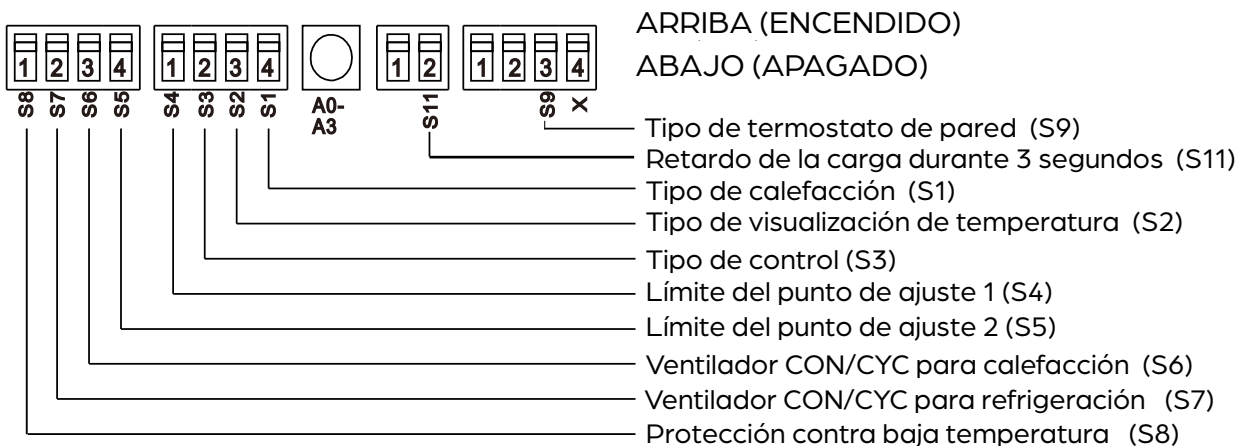 ARRIBA (ENCENDIDO)
ABAJO (APAGADO)
1 2 3 4 1 2 3 4 1 2 1 2 3 4
S8 S7 S6 S5 S4 S3 S2 S1 A0-A3 S11 S9 X
Tipo de termostato de pared (S9)
Retardo de la carga durante 3 segundos (S11)
Tipo de calefacción (S1)
Tipo de visualización de temperatura (S2)
Tipo de control (S3)
Límite del punto de ajuste 1 (S4)
Límite del punto de ajuste 2 (S5)
Ventilador CON/CYC para calefacción (S6)
Ventilador CON/CYC para refrigeración (S7)
Protección contra baja temperatura (S8)